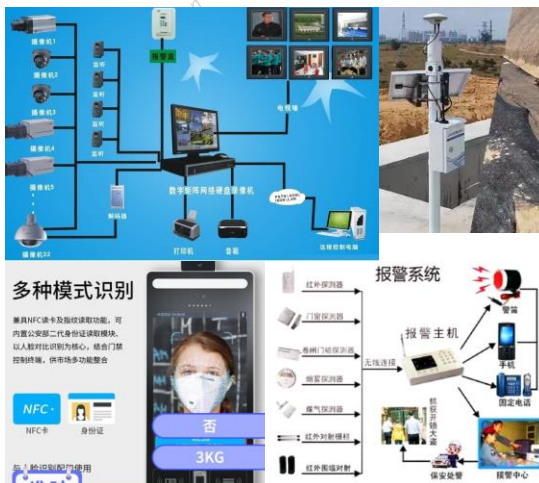 摄像机1
摄像机2
摄像机3
摄像机4
摄像机5
摄像机32
监听
监听
监听
监听
报警盒
电视墙
数字矩阵网络硬盘录像机
解码器
打印机
音箱
远程控制电脑
多种模式识别
兼具NFC读卡及指纹读取功能，可
内置公安部二代身份证读取模块、
以人脸对比识别为核心，结合门禁
控制终端，供市场多功能整合
NFC
NFC卡
身份证
否
3KG
报警系统
红外探测器
门窗探测器
卷闸门磁探测器
烟雾探测器
煤气探测器
红外对射栅栏
红外围墙对射
无线连接
报警主机
警笛
手机
固定电话
接警中心
保安处警
抓获歹徒大盗